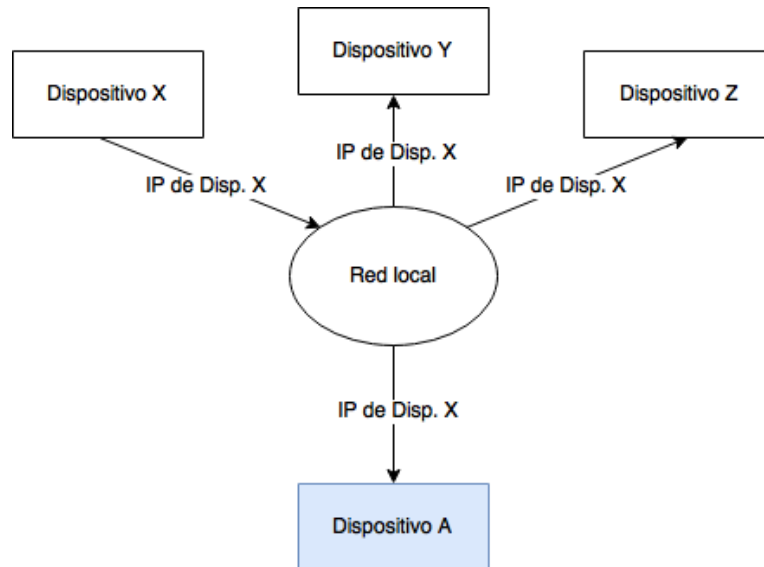 Dispositivo Y
Dispositivo X
Dispositivo Z
IP de Disp. X
IP de Disp. X
IP de Disp. X
Red local
IP de Disp. X
Dispositivo A